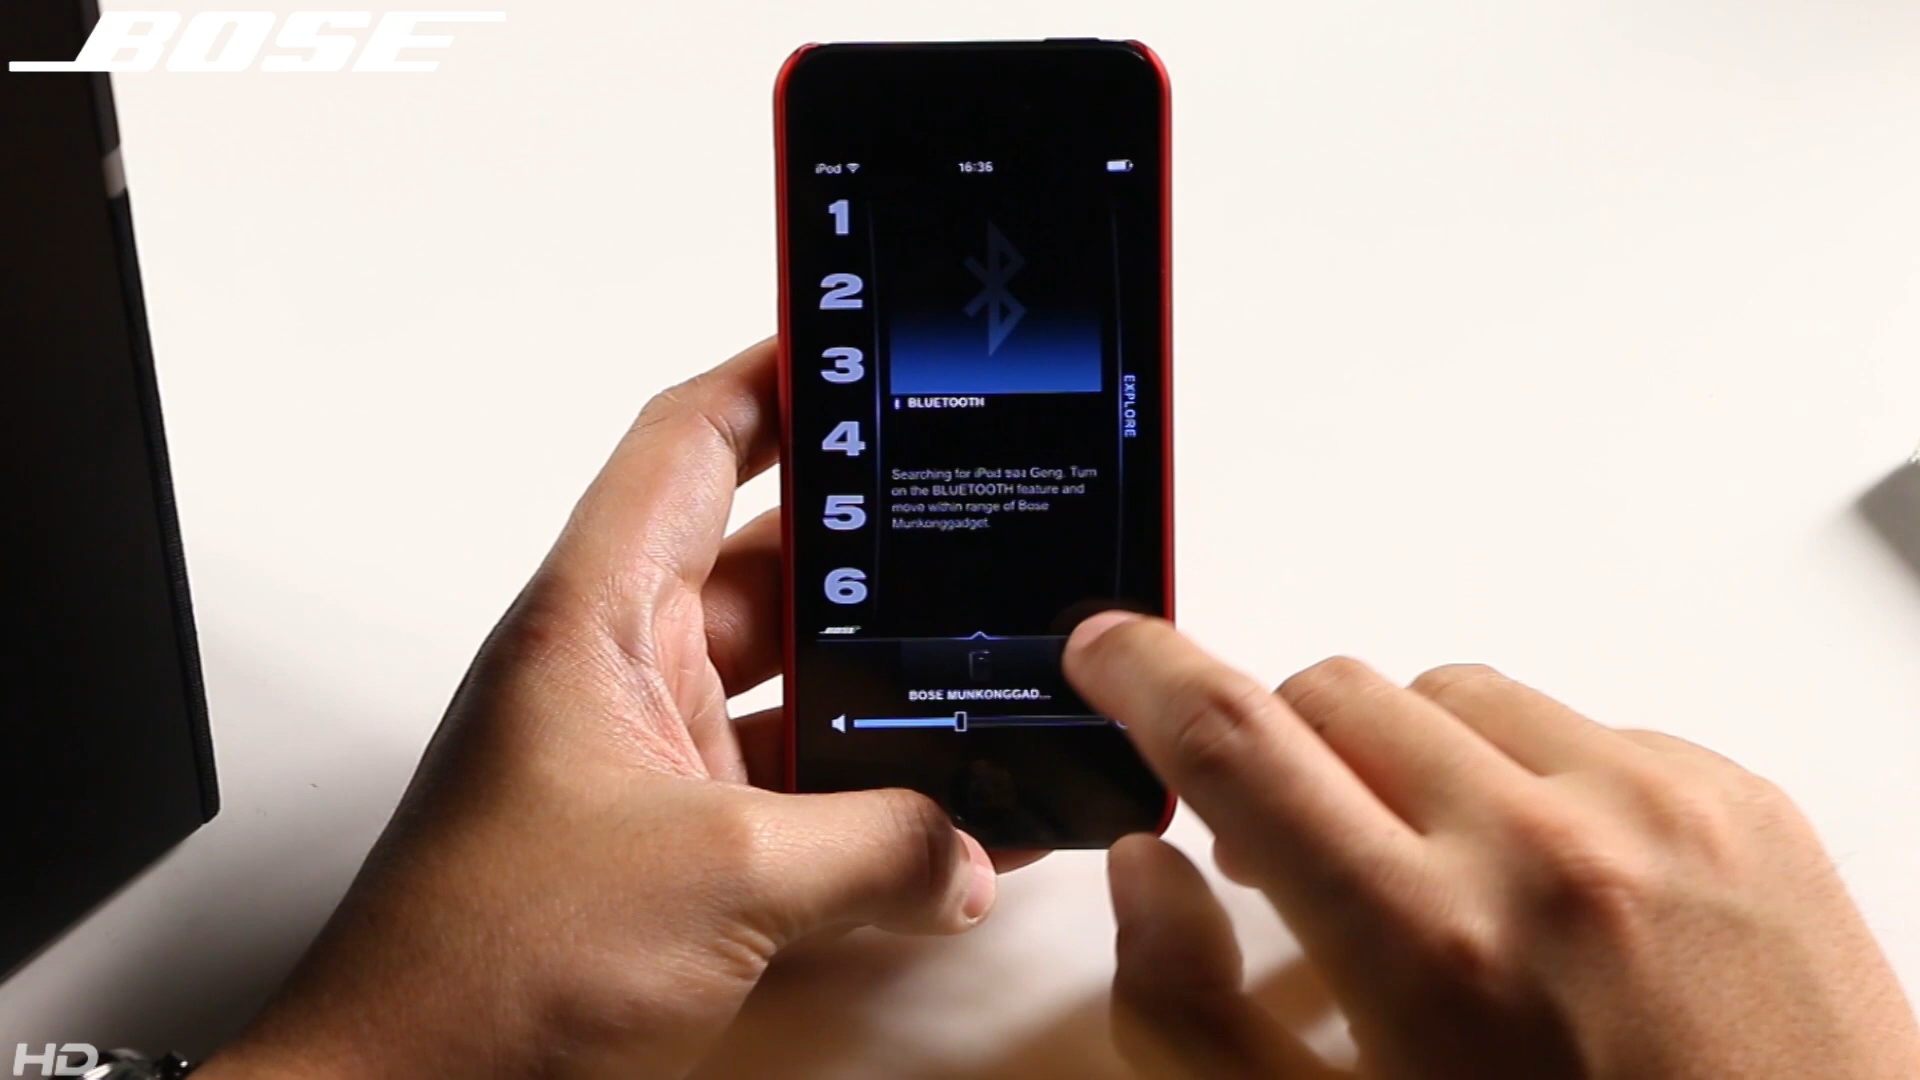 BOSE
iPod
16:36
1
2
3
4
5
6
BLUETOOTH
EXPLORE
Searching for iPod ของ Geng. Turn
on the BLUETOOTH feature and
move within range of Bose
Munkonggadget.
BOSE
BOSE MUNKONGGAD...
HD